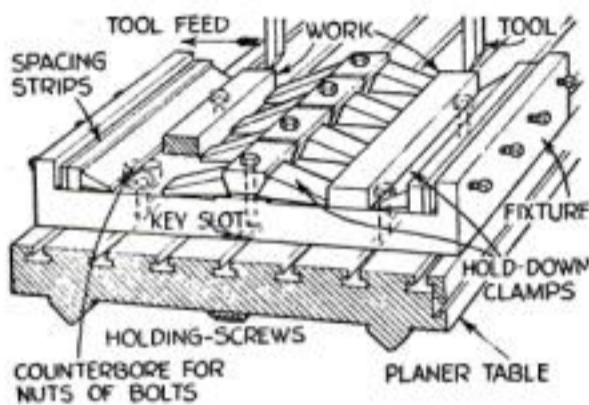 TOOL FEED
WORK
TOOL
SPACING
STRIPS
KEY SLOT
FIXTURE
HOLD-DOWN
CLAMPS
HOLDING-SCREWS
COUNTERBORE FOR
NUTS OF BOLTS
PLANER TABLE